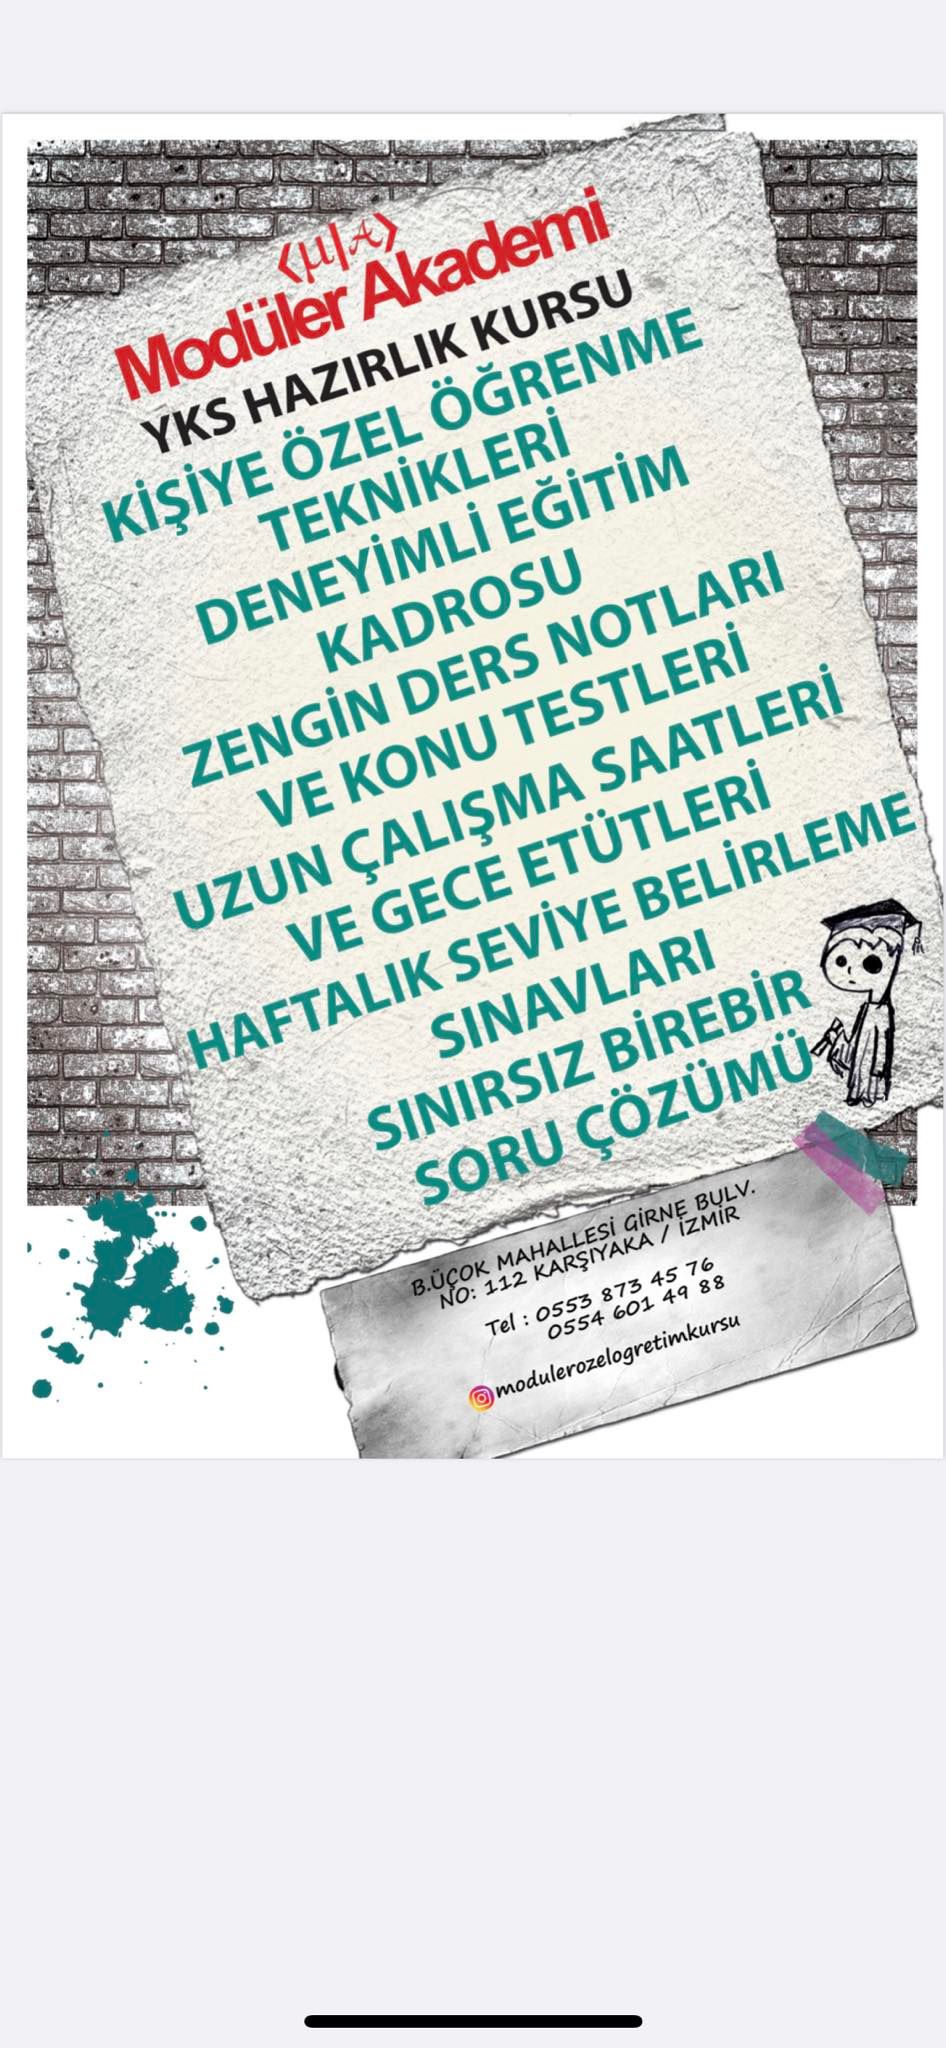 ⟨μ|A⟩
Modüler Akademi
YKS HAZIRLIK KURSU
KİŞİYE ÖZEL ÖĞRENME
TEKNİKLERİ
DENEYİMLİ EĞİTİM
KADROSU
ZENGİN DERS NOTLARI
VE KONU TESTLERİ
UZUN ÇALIŞMA SAATLERİ
VE GECE ETÜTLERİ
HAFTALIK SEVİYE BELİRLEME
SINAVLARI
SINIRSIZ BİREBİR
SORU ÇÖZÜMÜ
B.ÜÇOK MAHALLESİ GİRNE BULV.
NO: 112 KARŞIYAKA / İZMİR
Tel : 0553 873 45 76
0554 601 49 88
modulerozelogretimkursu